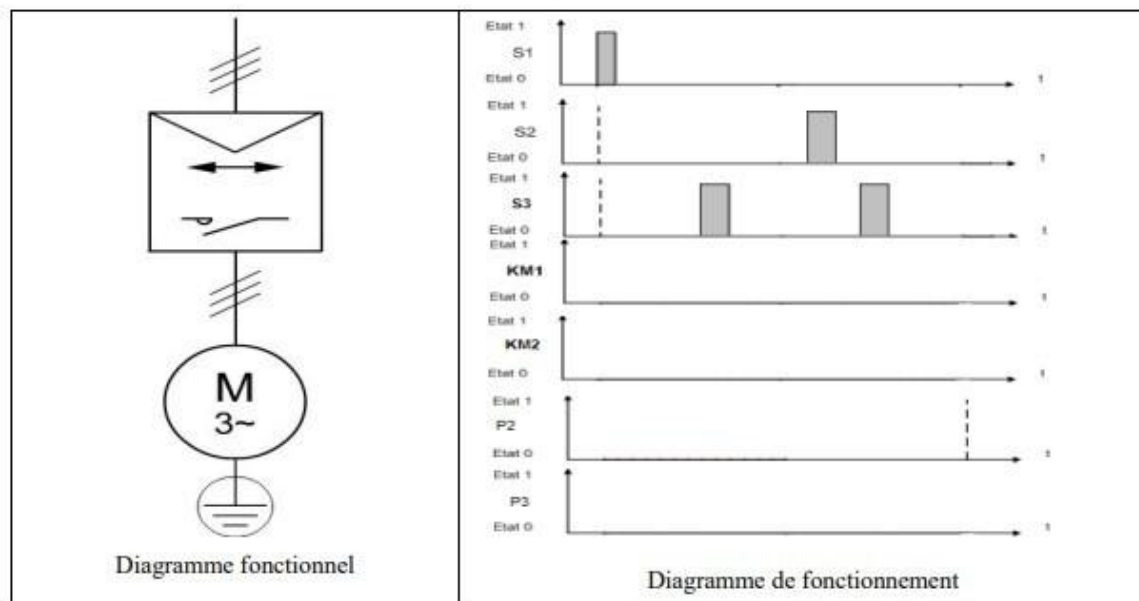 M
3~
Diagramme fonctionnel
Etat 1
S1
Etat 0
t
Etat 1
S2
Etat 0
t
Etat 1
S3
Etat 0
t
Etat 1
KM1
Etat 0
t
Etat 1
KM2
Etat 0
t
Etat 1
P2
Etat 0
t
Etat 1
P3
Etat 0
t
Diagramme de fonctionnement